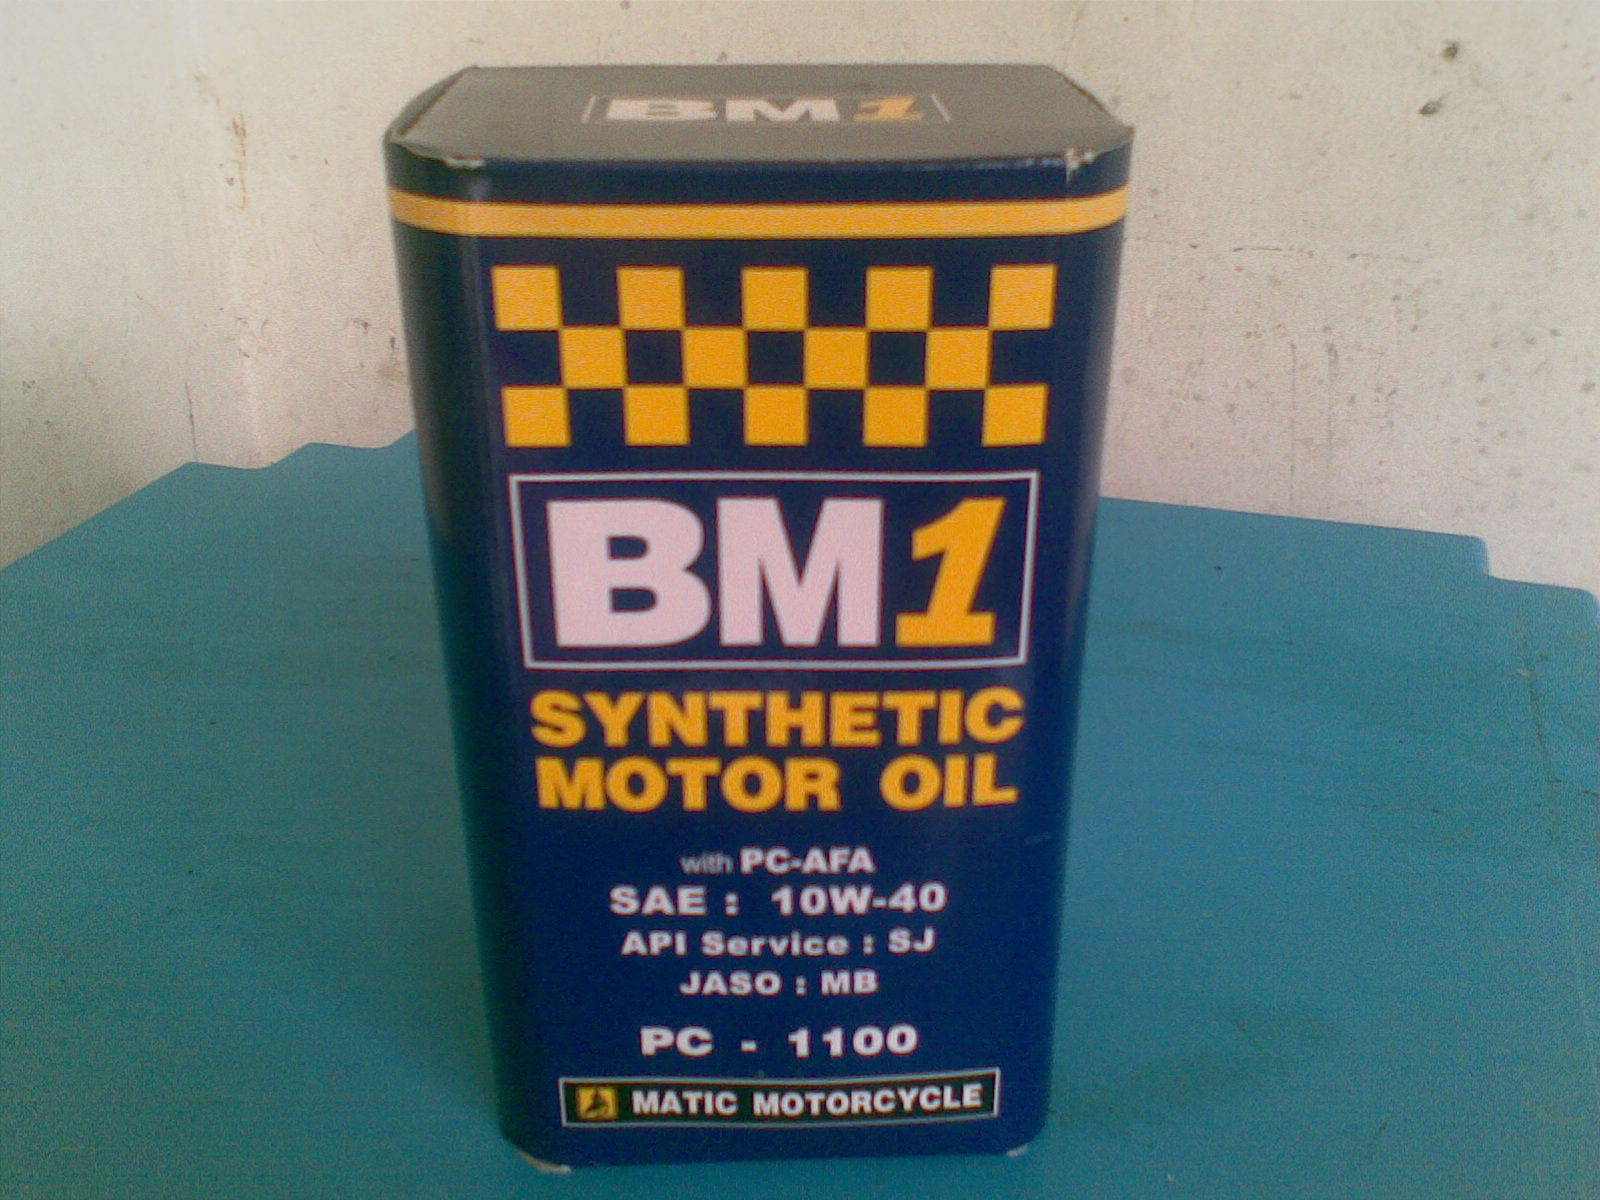 BM1
BM1
SYNTHETIC
MOTOR OIL
with PC-AFA
SAE : 10W-40
API Service : SJ
JASO : MB
PC - 1100
MATIC MOTORCYCLE